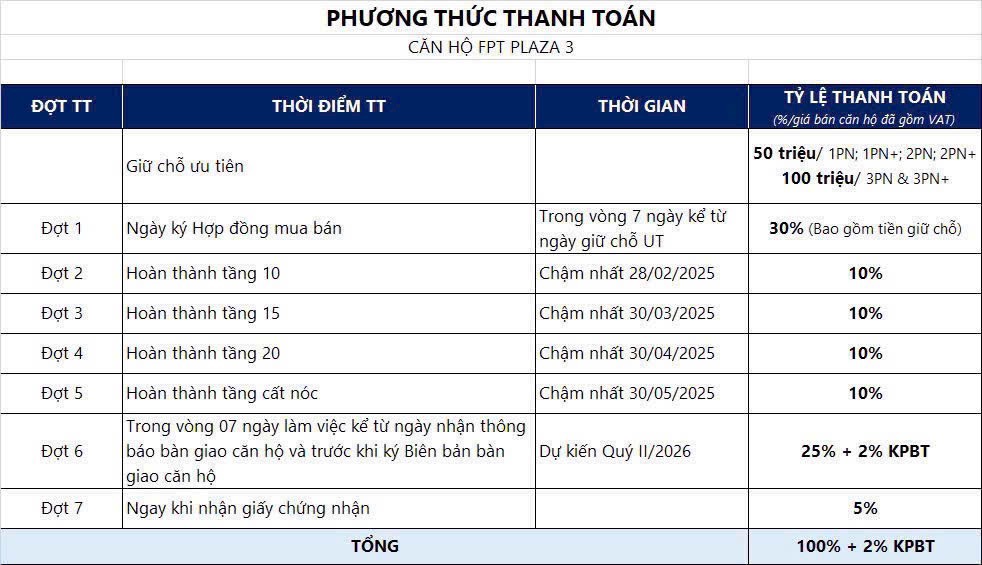 PHƯƠNG THỨC THANH TOÁN
CĂN HỘ FPT PLAZA 3
ĐỢT TT THỜI ĐIỂM TT THỜI GIAN TỶ LỆ THANH TOÁN
(%/giá bán căn hộ đã gồm VAT)
Giữ chỗ ưu tiên
50 triệu/ 1PN; 1PN+; 2PN; 2PN+
100 triệu/ 3PN & 3PN+
Đợt 1 Ngày ký Hợp đồng mua bán
Trong vòng 7 ngày kể từ
ngày giữ chỗ UT
30% (Bao gồm tiền giữ chỗ)
Đợt 2 Hoàn thành tầng 10 Chậm nhất 28/02/2025 10%
Đợt 3 Hoàn thành tầng 15 Chậm nhất 30/03/2025 10%
Đợt 4 Hoàn thành tầng 20 Chậm nhất 30/04/2025 10%
Đợt 5 Hoàn thành tầng cất nóc Chậm nhất 30/05/2025 10%
Đợt 6
Trong vòng 07 ngày làm việc kể từ ngày nhận thông
báo bàn giao căn hộ và trước khi ký Biên bản bàn
giao căn hộ
Dự kiến Quý II/2026 25% + 2% KPBT
Đợt 7 Ngay khi nhận giấy chứng nhận 5%
TỔNG 100% + 2% KPBT